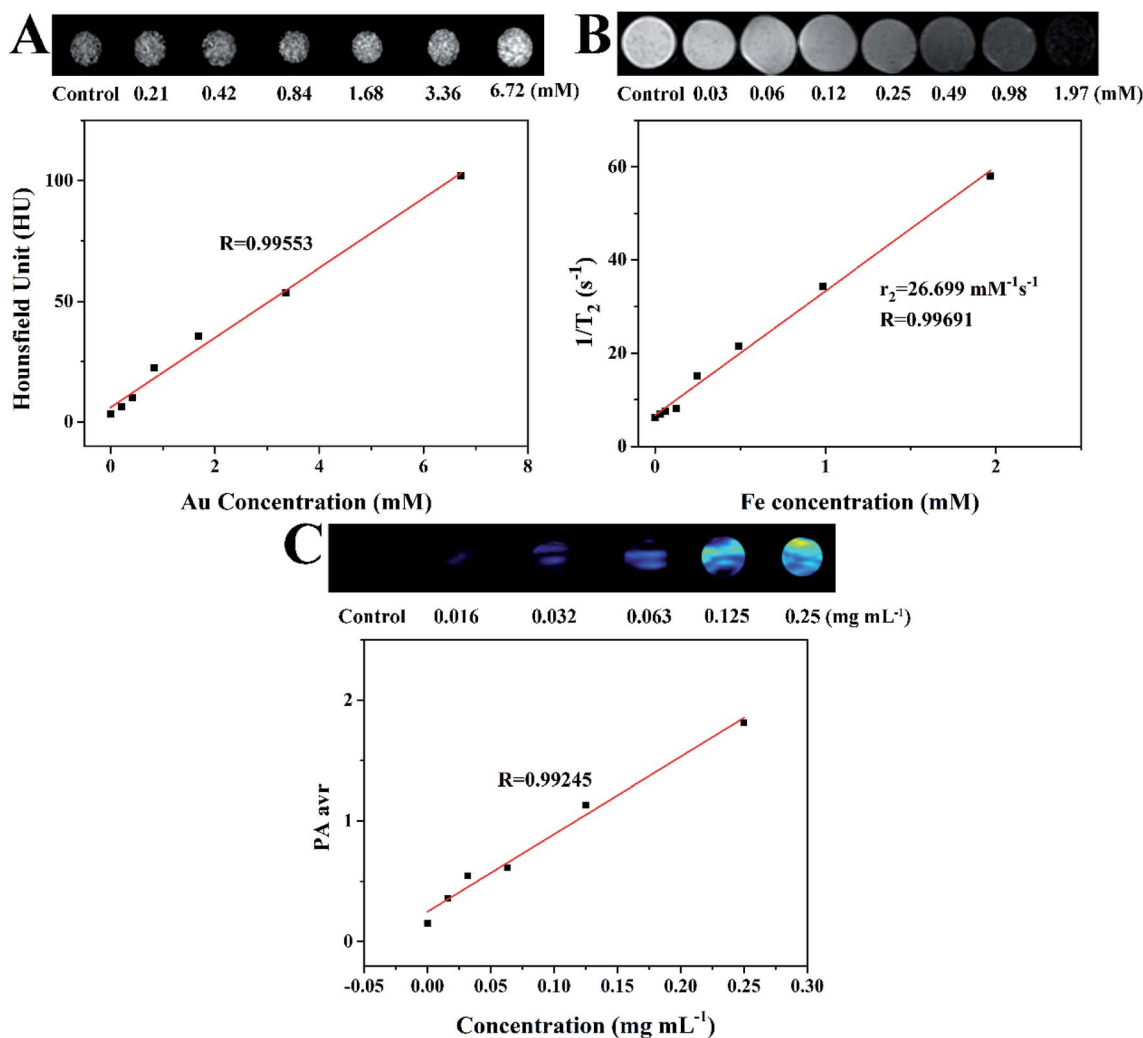 A
Control 0.21 0.42 0.84 1.68 3.36 6.72 (mM)
Hounsfield Unit (HU)
100
50
0
R=0.99553
0 2 4 6 8
Au Concentration (mM)
B
Control 0.03 0.06 0.12 0.25 0.49 0.98 1.97 (mM)
1/T₂ (s⁻¹)
60
40
20
0
r₂=26.699 mM⁻¹s⁻¹
R=0.99691
0 1 2
Fe concentration (mM)
C
Control 0.016 0.032 0.063 0.125 0.25 (mg mL⁻¹)
PA avr
2
1
0
R=0.99245
-0.05 0.00 0.05 0.10 0.15 0.20 0.25 0.30
Concentration (mg mL⁻¹)